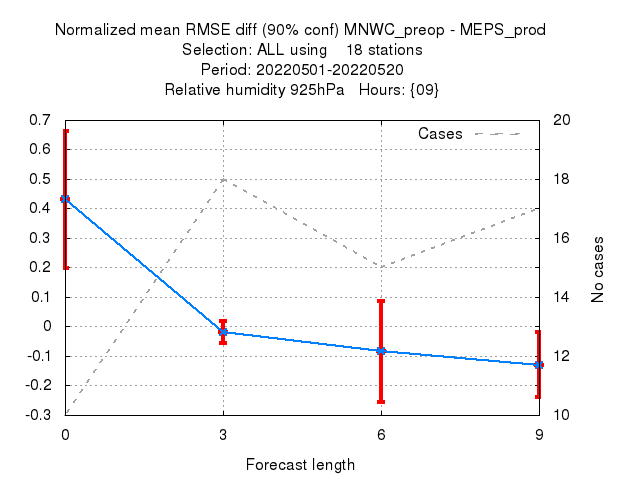 Normalized mean RMSE diff (90% conf) MNWC_preop - MEPS_prod
Selection: ALL using    18 stations
Period: 20220501-20220520
Relative humidity 925hPa   Hours: {09}
Cases
0.7
0.6
0.5
0.4
0.3
0.2
0.1
0
-0.1
-0.2
-0.3
20
18
16
14
12
10
No cases
0 3 6 9
Forecast length